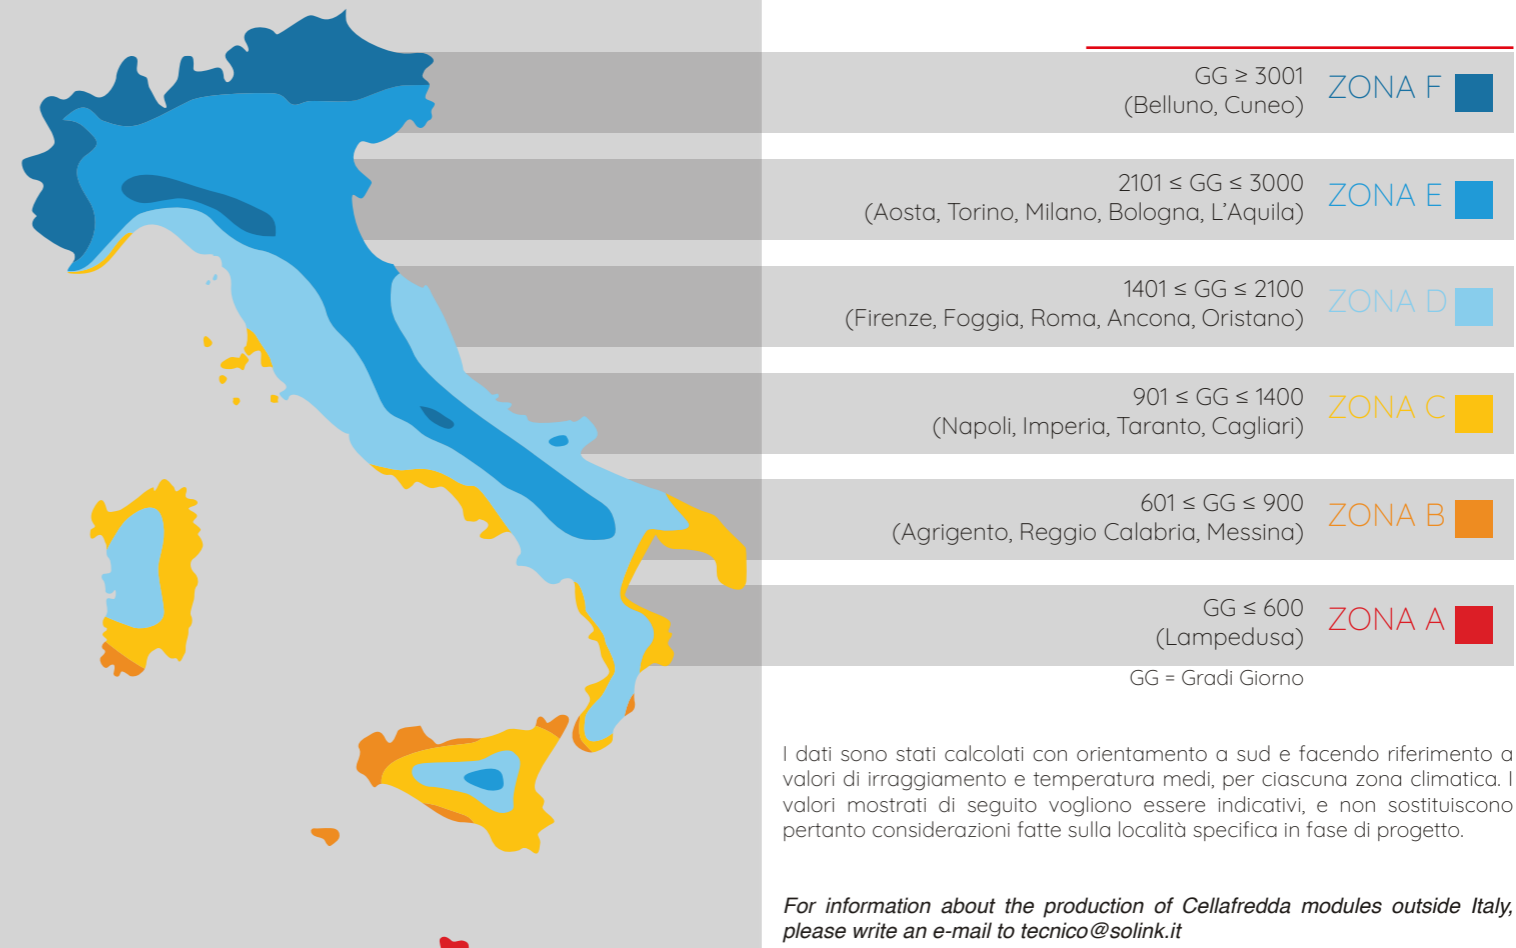 GG ≥ 3001
(Belluno, Cuneo)
ZONA F
2101 ≤ GG ≤ 3000
(Aosta, Torino, Milano, Bologna, L’Aquila)
ZONA E
1401 ≤ GG ≤ 2100
(Firenze, Foggia, Roma, Ancona, Oristano)
ZONA D
901 ≤ GG ≤ 1400
(Napoli, Imperia, Taranto, Cagliari)
ZONA C
601 ≤ GG ≤ 900
(Agrigento, Reggio Calabria, Messina)
ZONA B
GG ≤ 600
(Lampedusa)
ZONA A
GG = Gradi Giorno
I dati sono stati calcolati con orientamento a sud e facendo riferimento a
valori di irraggiamento e temperatura medi, per ciascuna zona climatica. I
valori mostrati di seguito vogliono essere indicativi, e non sostituiscono
pertanto considerazioni fatte sulla località specifica in fase di progetto.
For information about the production of Cellafredda modules outside Italy,
please write an e-mail to tecnico@solink.it